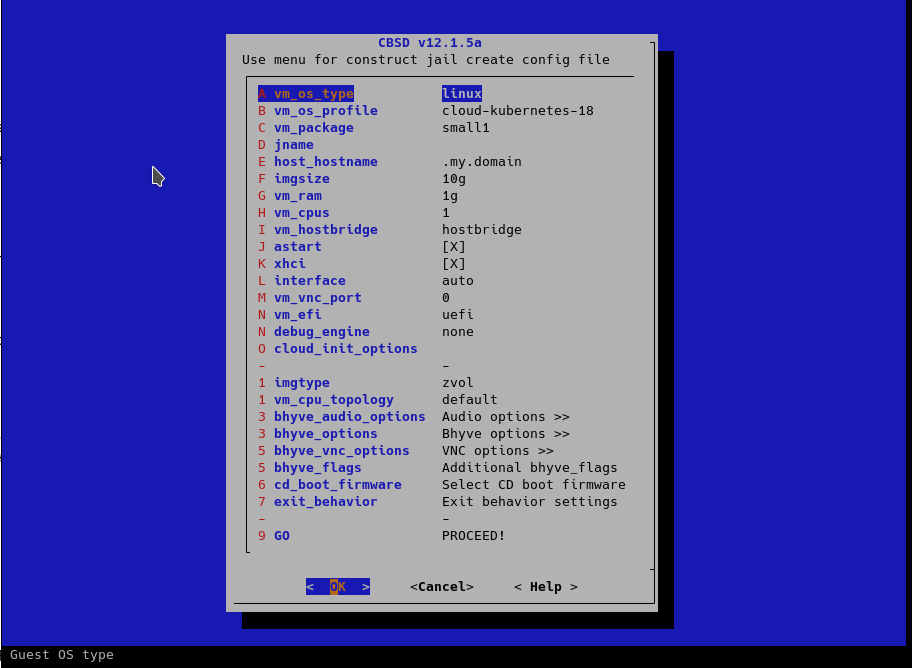 CBSD v12.1.5a
Use menu for construct jail create config file
A vm_os_type linux
B vm_os_profile cloud-kubernetes-18
C vm_package small1
D jname
E host_hostname .my.domain
F imgsize 10g
G vm_ram 1g
H vm_cpus 1
I vm_hostbridge hostbridge
J astart [X]
K xhci [X]
L interface auto
M vm_vnc_port 0
N vm_efi uefi
N debug_engine none
O cloud_init_options
- -
1 imgtype zvol
1 vm_cpu_topology default
3 bhyve_audio_options Audio options >>
3 bhyve_options Bhyve options >>
5 bhyve_vnc_options VNC options >>
5 bhyve_flags Additional bhyve_flags
6 cd_boot_firmware Select CD boot firmware
7 exit_behavior Exit behavior settings
- -
9 GO PROCEED!
< OK > <Cancel> < Help >
Guest OS type